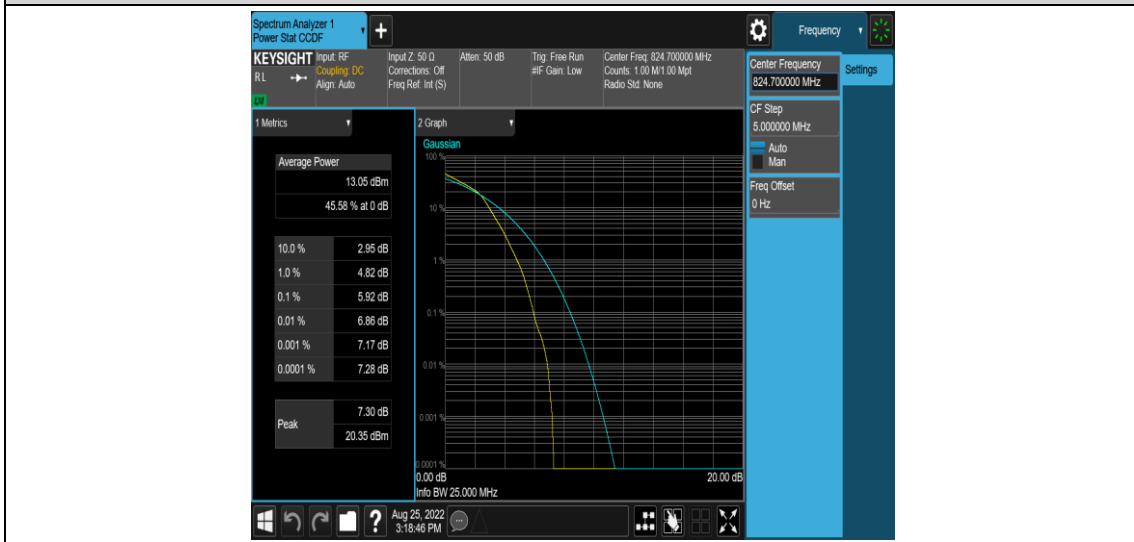 Spectrum Analyzer 1
Power Stat CCDF
+
Frequency
KEYSIGHT
RL
LXI
Input: RF
Coupling: DC
Align: Auto
Input Z: 50 Ω
Corrections: Off
Freq Ref: Int (S)
Atten: 50 dB
Trig: Free Run
#IF Gain: Low
Center Freq: 824.700000 MHz
Counts: 1.00 M/1.00 Mpt
Radio Std: None
Center Frequency
824.700000 MHz
Settings
CF Step
5.000000 MHz
Auto
Man
Freq Offset
0 Hz
1 Metrics
Average Power
13.05 dBm
45.58 % at 0 dB
10.0 % 2.95 dB
1.0 % 4.82 dB
0.1 % 5.92 dB
0.01 % 6.86 dB
0.001 % 7.17 dB
0.0001 % 7.28 dB
Peak 7.30 dB
20.35 dBm
2 Graph
Gaussian
100 %
10 %
1 %
0.1 %
0.01 %
0.001 %
0.0001 %
0.00 dB 20.00 dB
Info BW 25.000 MHz
?
Aug 25, 2022
3:18:46 PM